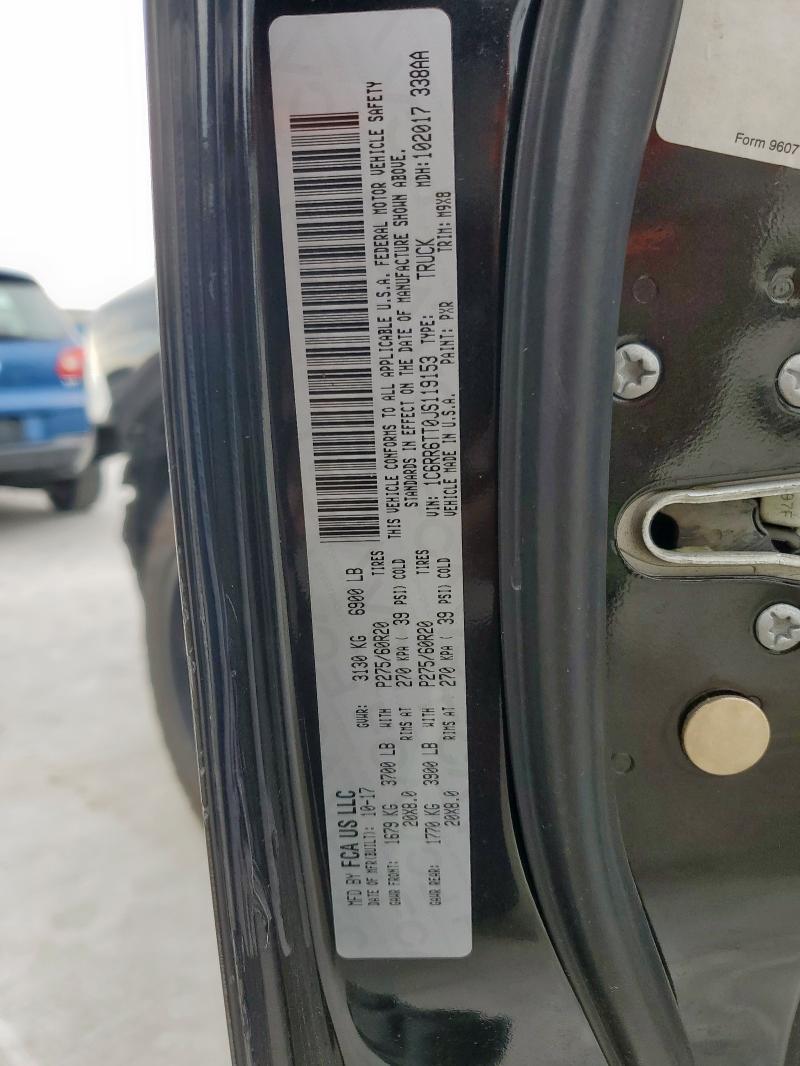 MFD BY FCA US LLC
DATE OF MFR(BUILT): 10-17 GVWR: 3130 KG 6900 LB
GAWR FRONT: 1679 KG 3700 LB WITH P275/60R20 TIRES
20X8.0 RIMS AT 270 KPA ( 39 PSI) COLD
GAWR REAR: 1770 KG 3900 LB WITH P275/60R20 TIRES
20X8.0 RIMS AT 270 KPA ( 39 PSI) COLD
THIS VEHICLE CONFORMS TO ALL APPLICABLE U.S.A. FEDERAL MOTOR VEHICLE SAFETY
STANDARDS IN EFFECT ON THE DATE OF MANUFACTURE SHOWN ABOVE.
VIN: 1C6RR6TT0JS119153 TYPE: TRUCK MDH:102017 338AA
VEHICLE MADE IN U.S.A. PAINT: PXR TRIM: M9X8
Form 9607